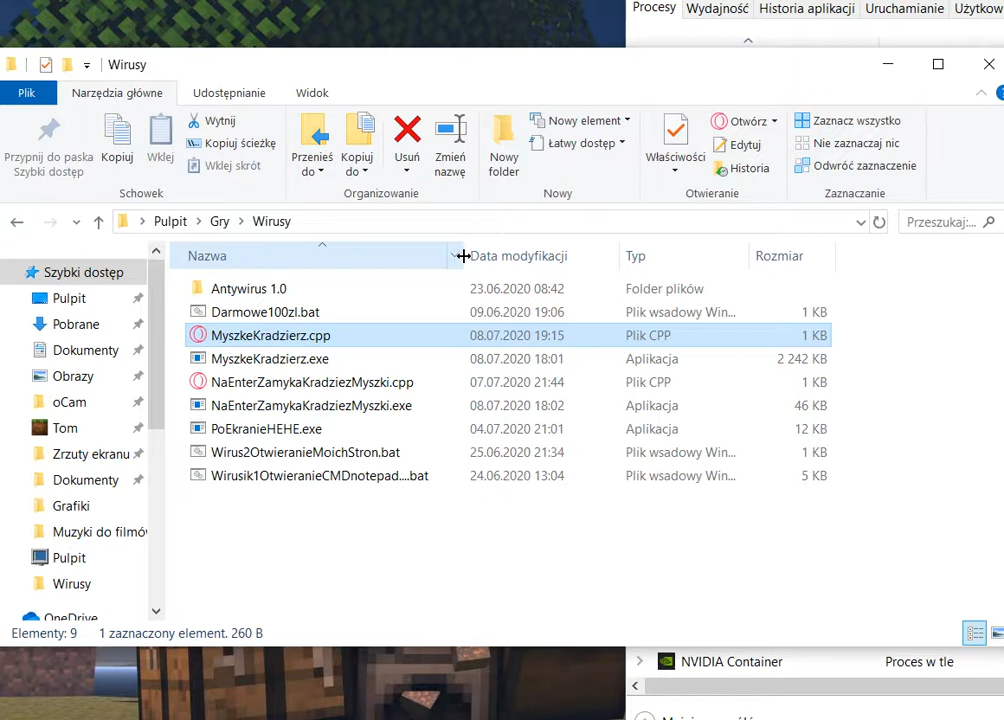 Procesy Wydajność Historia aplikacji Uruchamianie Użytkow
Wirusy
Plik Narzędzia główne Udostępnianie Widok
Przypnij do paska Szybki dostęp
Kopiuj
Wklej
Wytnij
Kopiuj ścieżkę
Wklej skrót
Schowek
Przenieś do
Kopiuj do
Usuń
Zmień nazwę
Organizowanie
Nowy folder
Nowy element
Łatwy dostęp
Nowy
Właściwości
Otwórz
Edytuj
Historia
Otwieranie
Zaznacz wszystko
Nie zaznaczaj nic
Odwróć zaznaczenie
Zaznaczanie
Pulpit > Gry > Wirusy
Przeszukaj:...
Nazwa Data modyfikacji Typ Rozmiar
Antywirus 1.0 23.06.2020 08:42 Folder plików
Darmowe100zl.bat 09.06.2020 19:06 Plik wsadowy Win... 1 KB
MyszkeKradzierz.cpp 08.07.2020 19:15 Plik CPP 1 KB
MyszkeKradzierz.exe 08.07.2020 18:01 Aplikacja 2 242 KB
NaEnterZamykaKradziezMyszki.cpp 07.07.2020 21:44 Plik CPP 1 KB
NaEnterZamykaKradziezMyszki.exe 08.07.2020 18:02 Aplikacja 46 KB
PoEkranieHEHE.exe 04.07.2020 21:01 Aplikacja 12 KB
Wirus2OtwieranieMoichStron.bat 25.06.2020 21:34 Plik wsadowy Win... 1 KB
Wirusik1OtwieranieCMDnotepad....bat 24.06.2020 13:04 Plik wsadowy Win... 5 KB
Szybki dostęp
Pulpit
Pobrane
Dokumenty
Obrazy
oCam
Tom
Zrzuty ekranu
Dokumenty
Grafiki
Muzyki do filmó
Pulpit
Wirusy
OneDrive
Elementy: 9 1 zaznaczony element. 260 B
NVIDIA Container Proces w tle